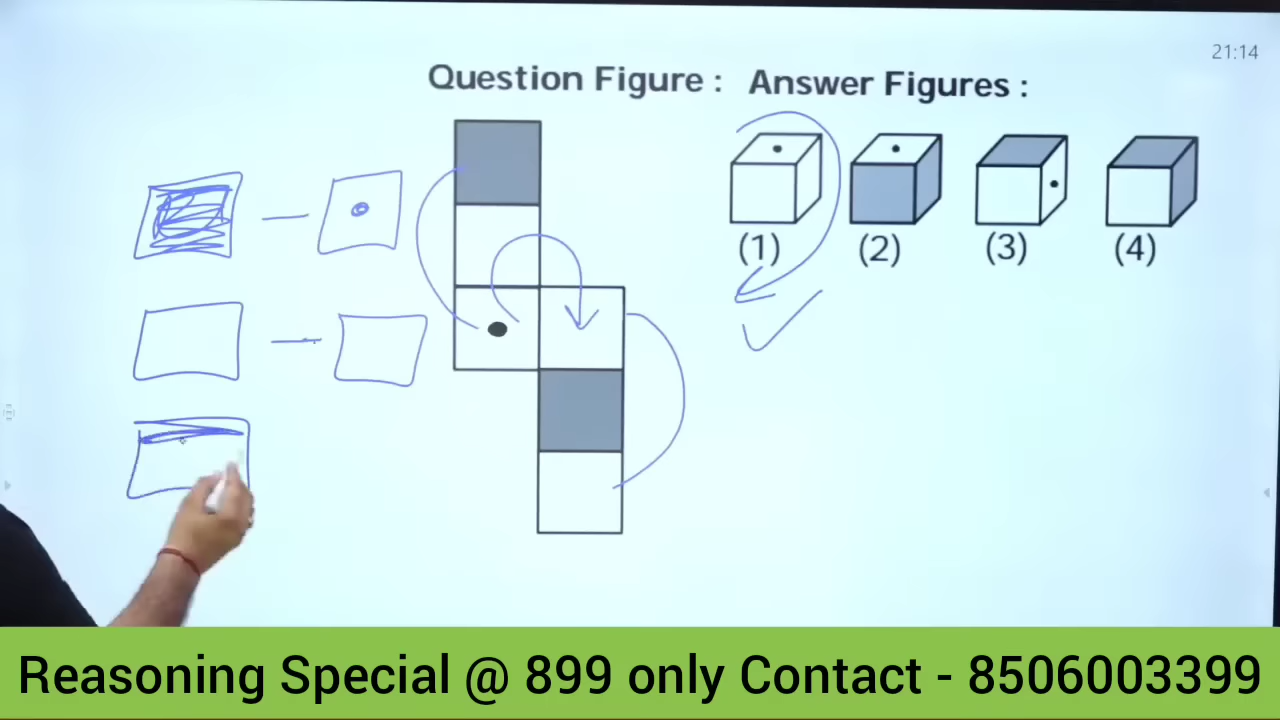 21:14
Question Figure : Answer Figures :
(1) (2) (3) (4)
Reasoning Special @ 899 only Contact - 8506003399